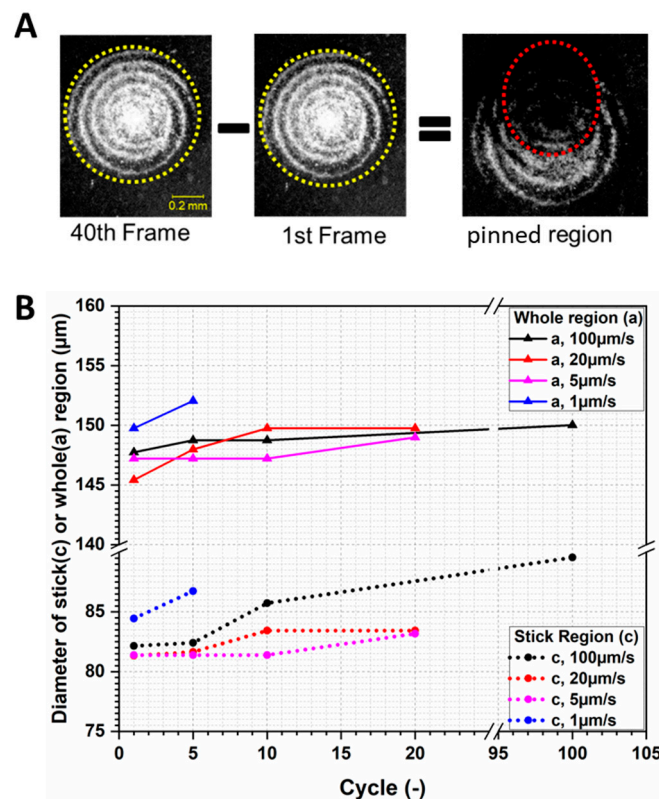 A
0.2 mm
40th Frame
1st Frame
pinned region
B
Diameter of stick(c) or whole(a) region (µm)
160
155
150
145
140
85
80
75
Whole region (a)
a, 100µm/s
a, 20µm/s
a, 5µm/s
a, 1µm/s
Stick Region (c)
c, 100µm/s
c, 20µm/s
c, 5µm/s
c, 1µm/s
0 5 10 15 20 95 100 105
Cycle (-)